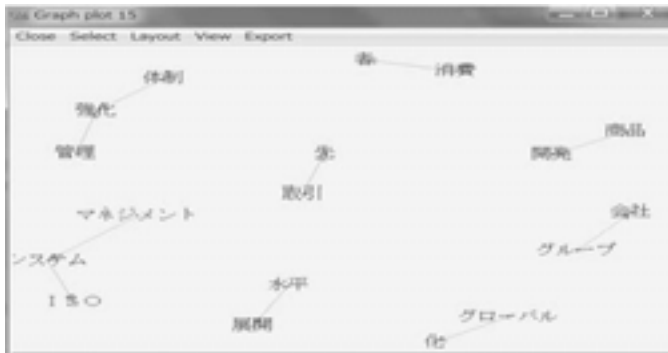 Graph plot 15
Close Select Layout View Export
者
消費
体制
強化
商品
管理
開発
取引
会社
マネジメント
グループ
システム
水平
ISO
グローバル
展開
化